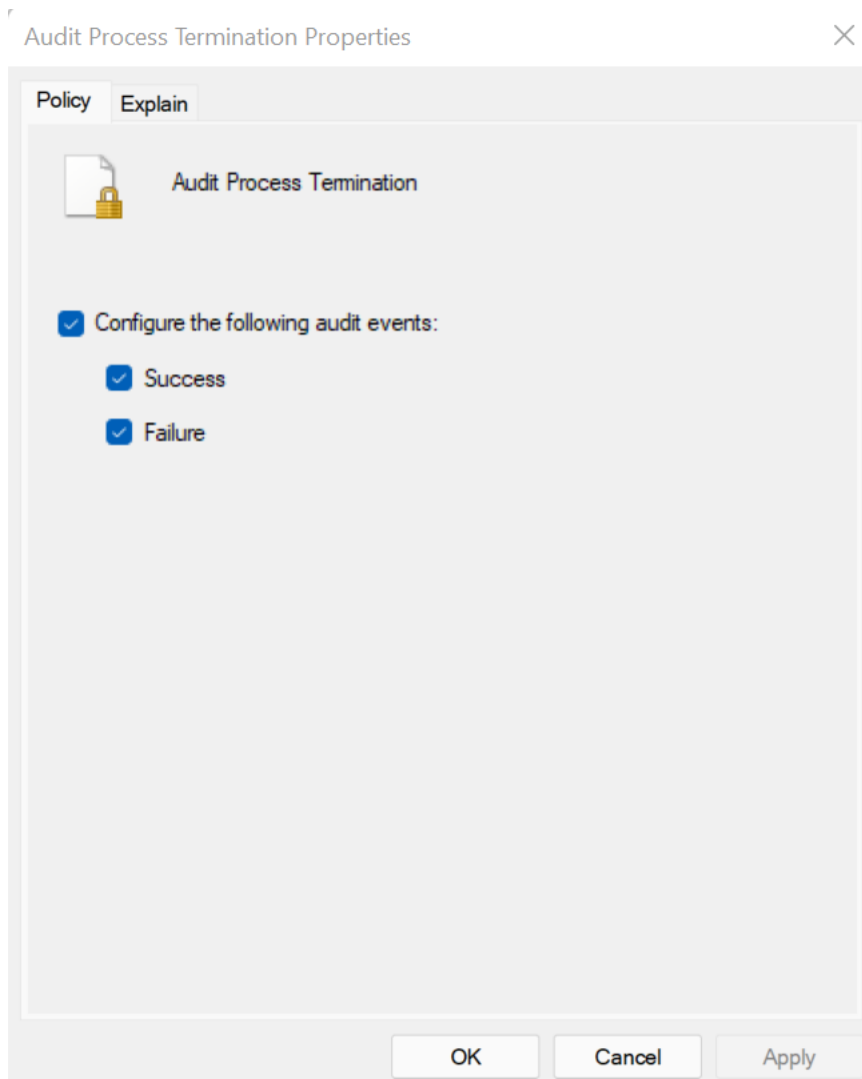 Audit Process Termination Properties
Policy
Explain
Audit Process Termination
Configure the following audit events:
Success
Failure
OK
Cancel
Apply